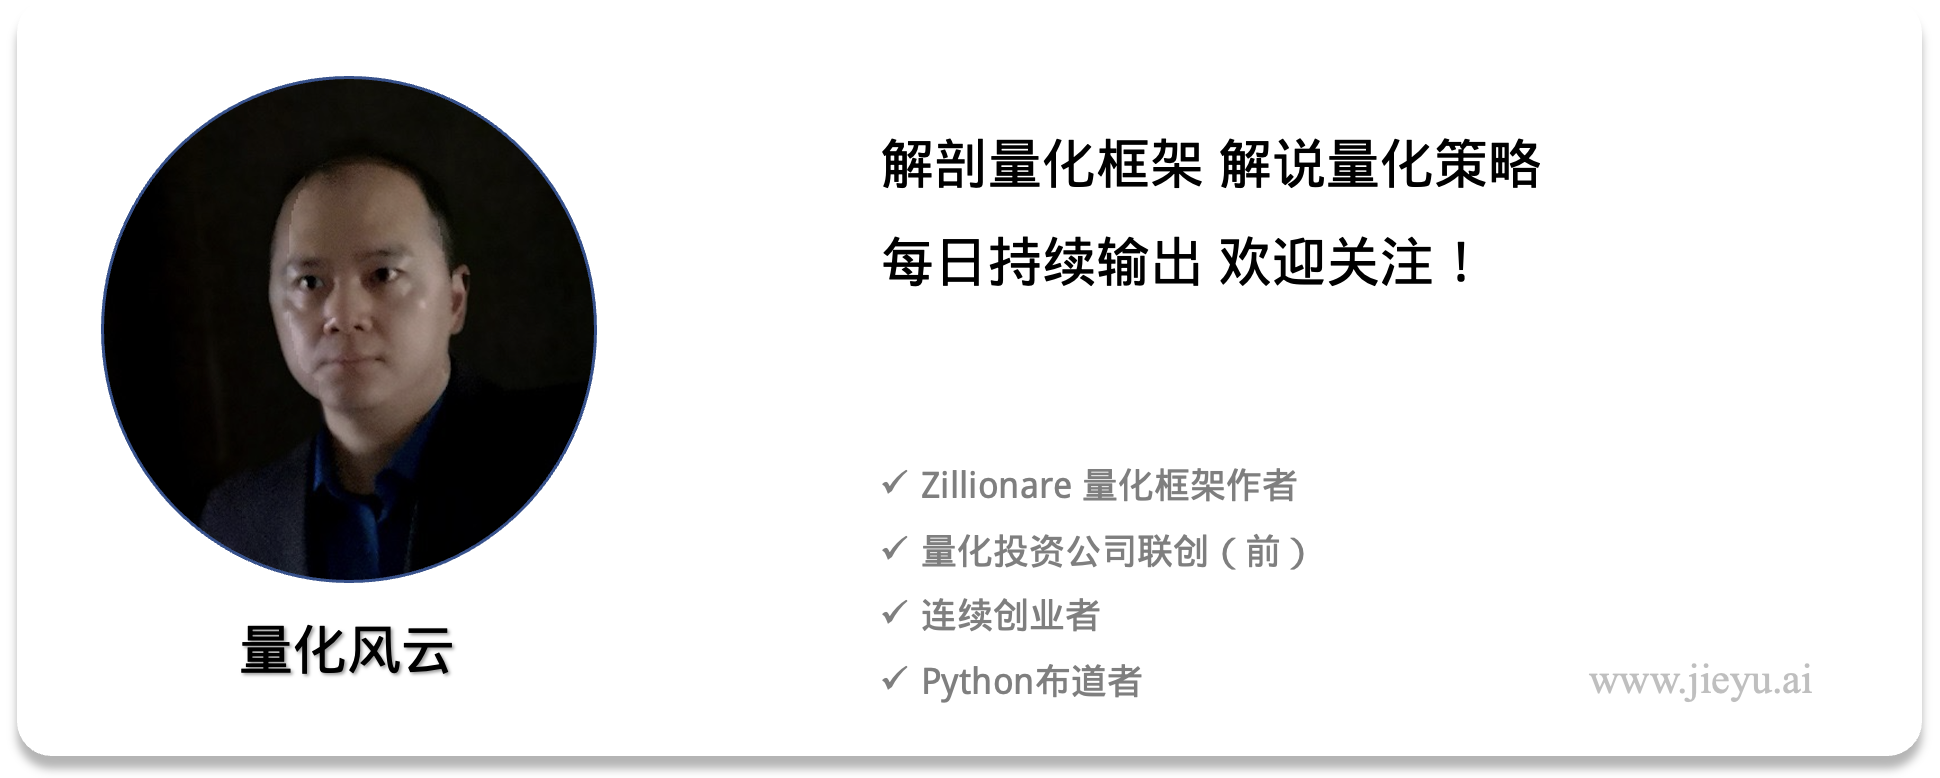 解剖量化框架 解说量化策略
每日持续输出 欢迎关注！
✓ Zillionare 量化框架作者
✓ 量化投资公司联创（前）
✓ 连续创业者
✓ Python布道者
量化风云
www.jieyu.ai